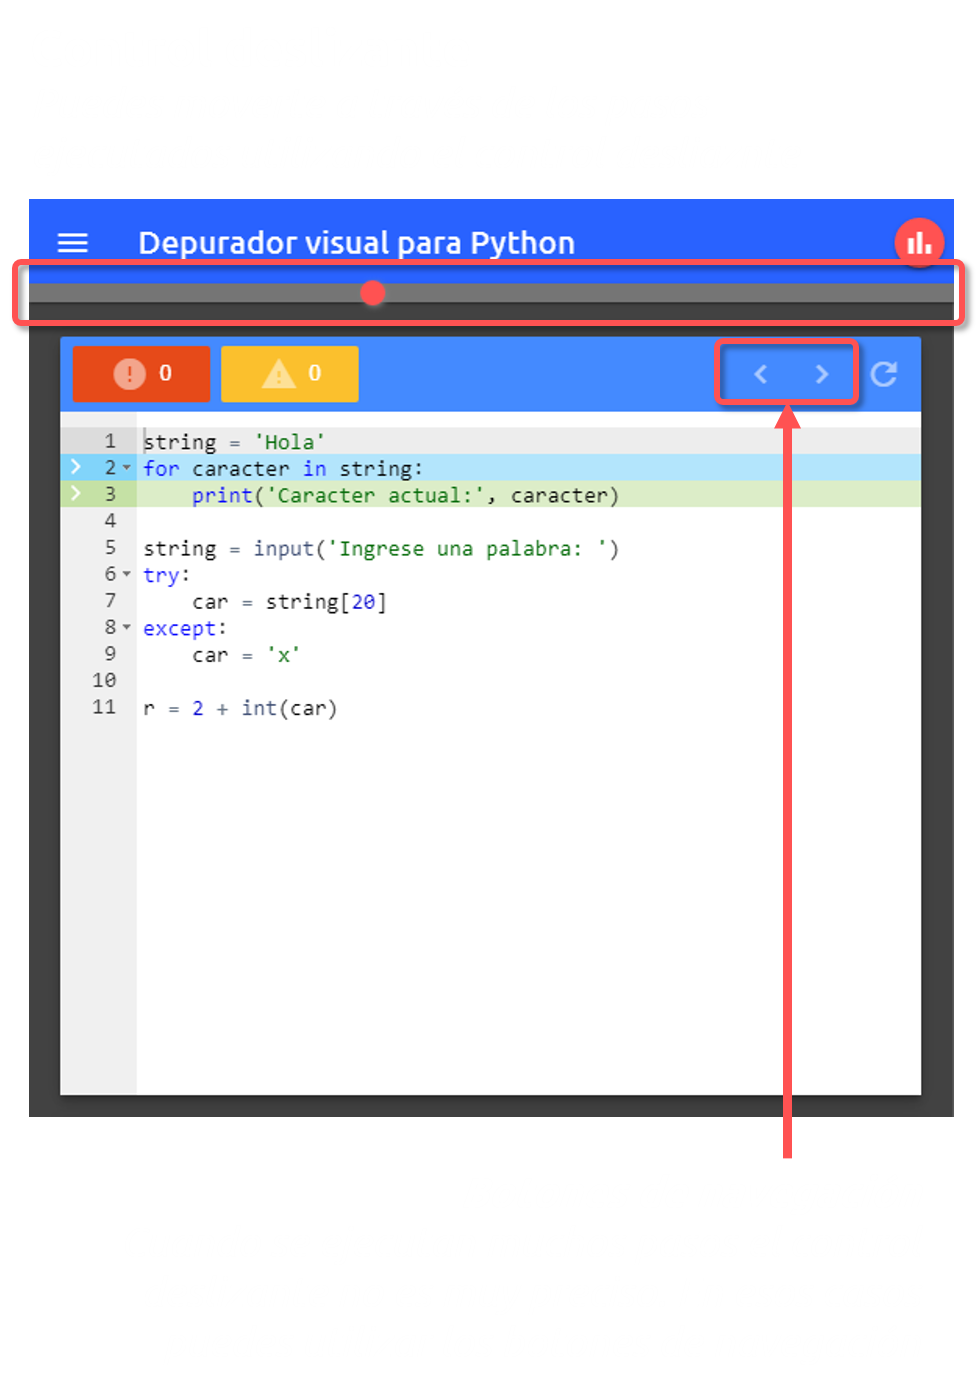 Depurador visual para Python
0 0
1 string = 'Hola'
2 for caracter in string:
3     print('Caracter actual:', caracter)
4
5 string = input('Ingrese una palabra: ')
6 try:
7     car = string[20]
8 except:
9     car = 'x'
10
11 r = 2 + int(car)